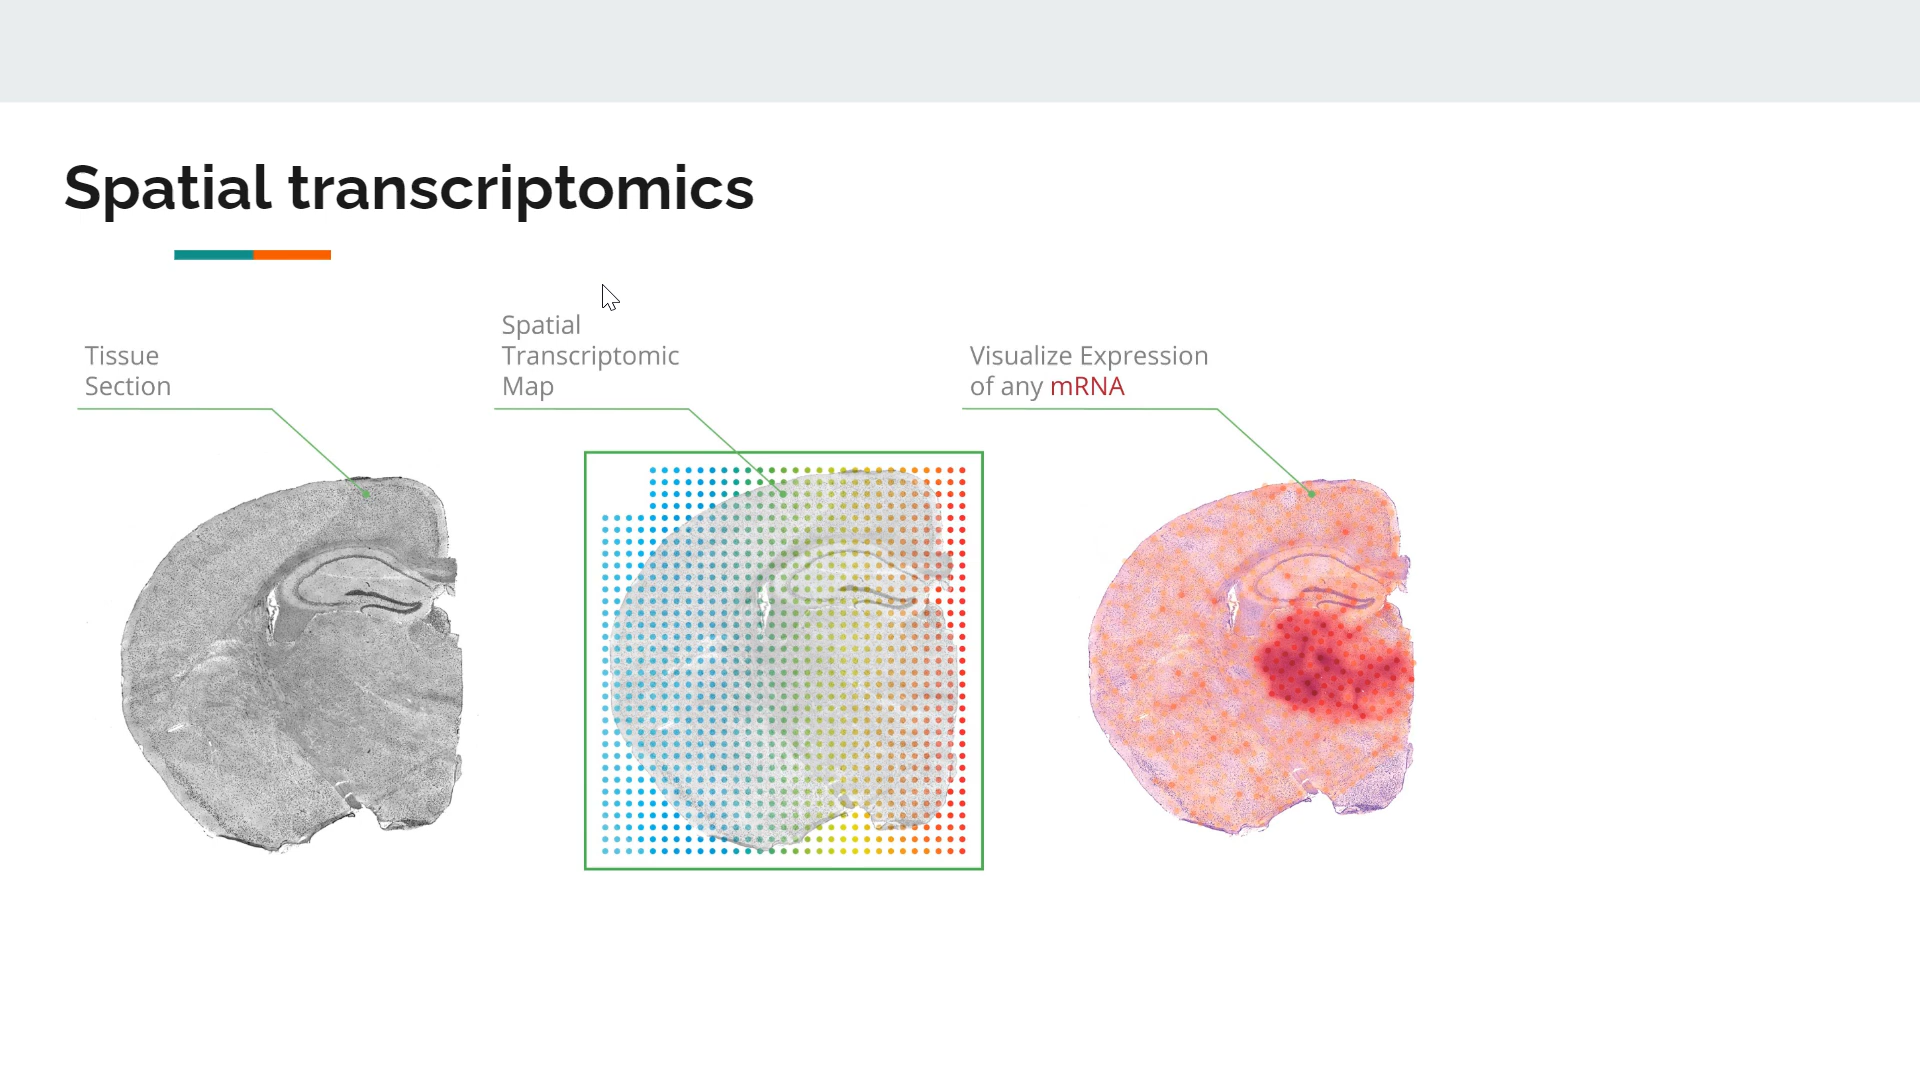 Spatial transcriptomics
Tissue
Section
Spatial
Transcriptomic
Map
Visualize Expression
of any mRNA